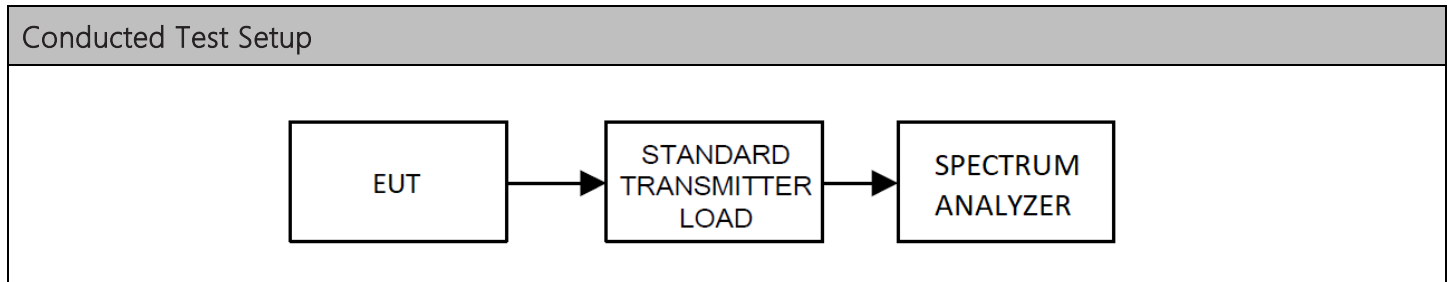 Conducted Test Setup
EUT
STANDARD
TRANSMITTER
LOAD
SPECTRUM
ANALYZER